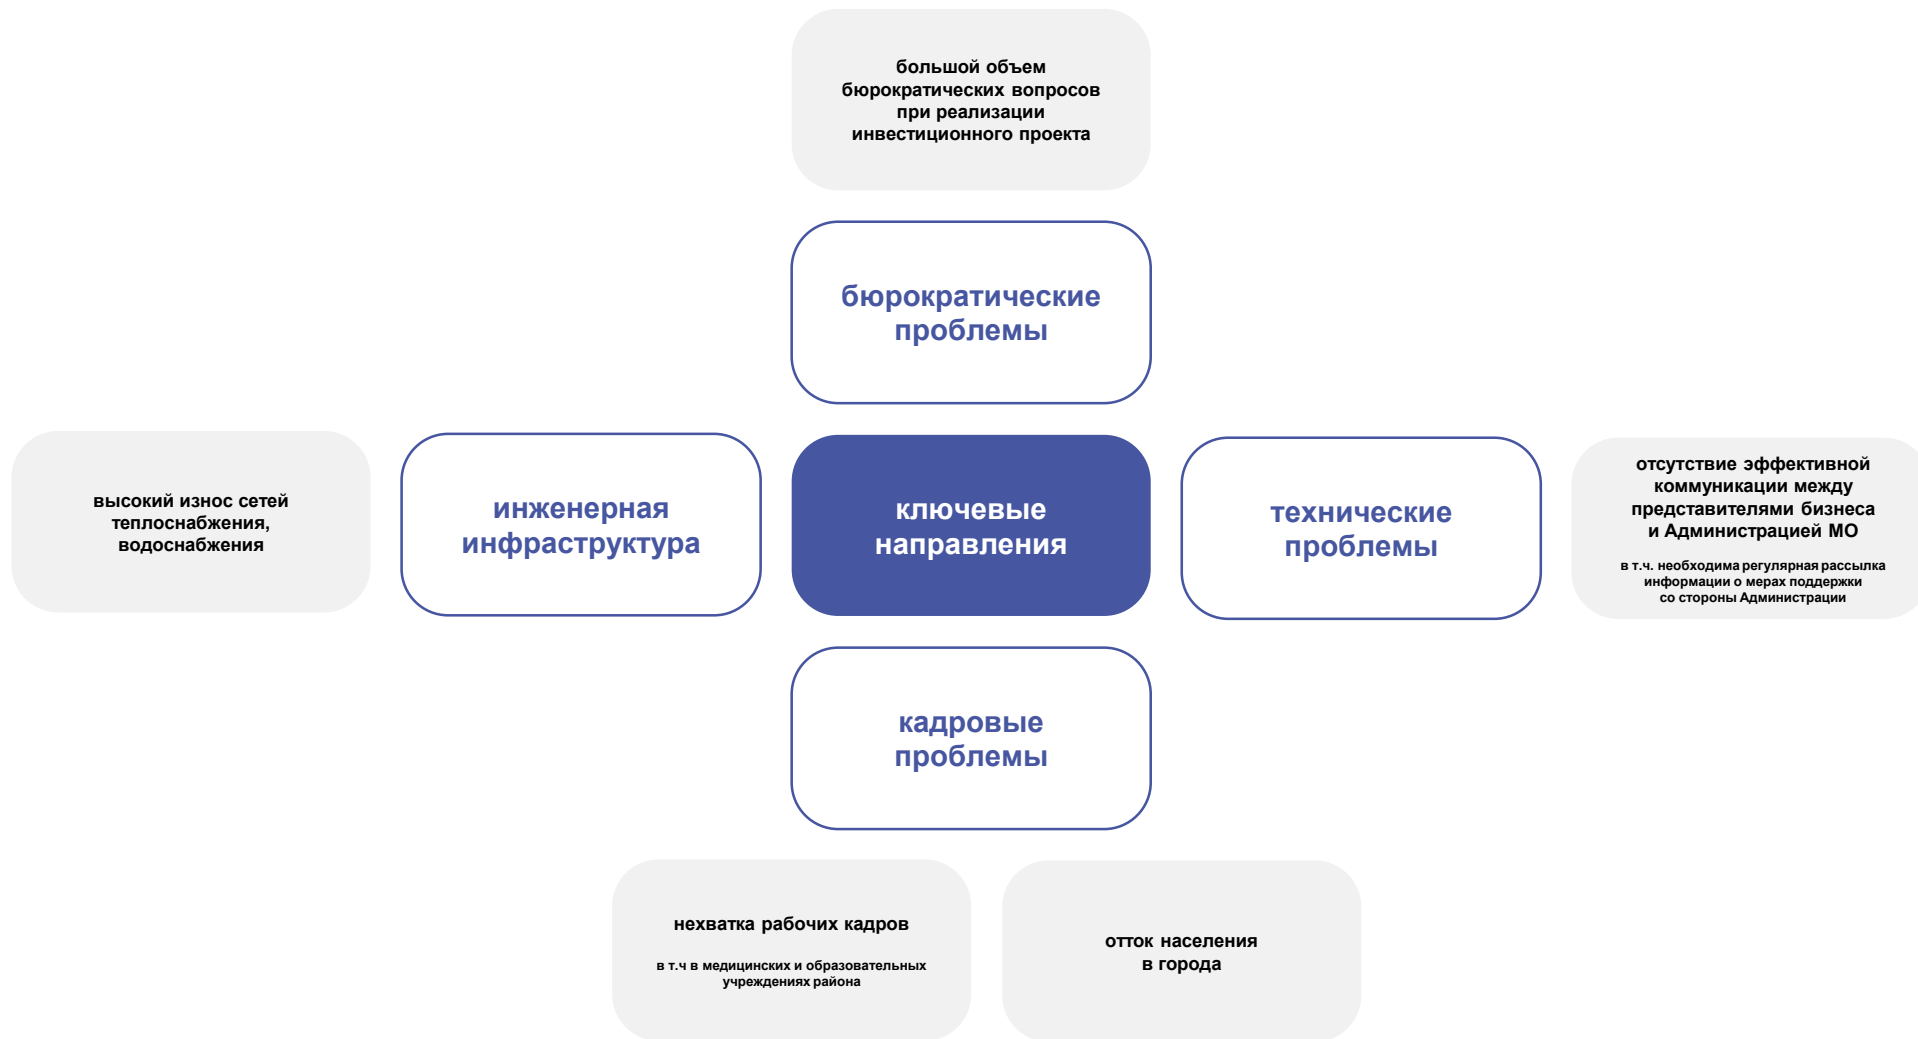 большой объем
бюрократических вопросов
при реализации
инвестиционного проекта
бюрократические
проблемы
высокий износ сетей
теплоснабжения,
водоснабжения
инженерная
инфраструктура
ключевые
направления
технические
проблемы
отсутствие эффективной
коммуникации между
представителями бизнеса
и Администрацией МО
в т.ч. необходима регулярная рассылка
информации о мерах поддержки
со стороны Администрации
кадровые
проблемы
нехватка рабочих кадров
в т.ч в медицинских и образовательных
учреждениях района
отток населения
в города